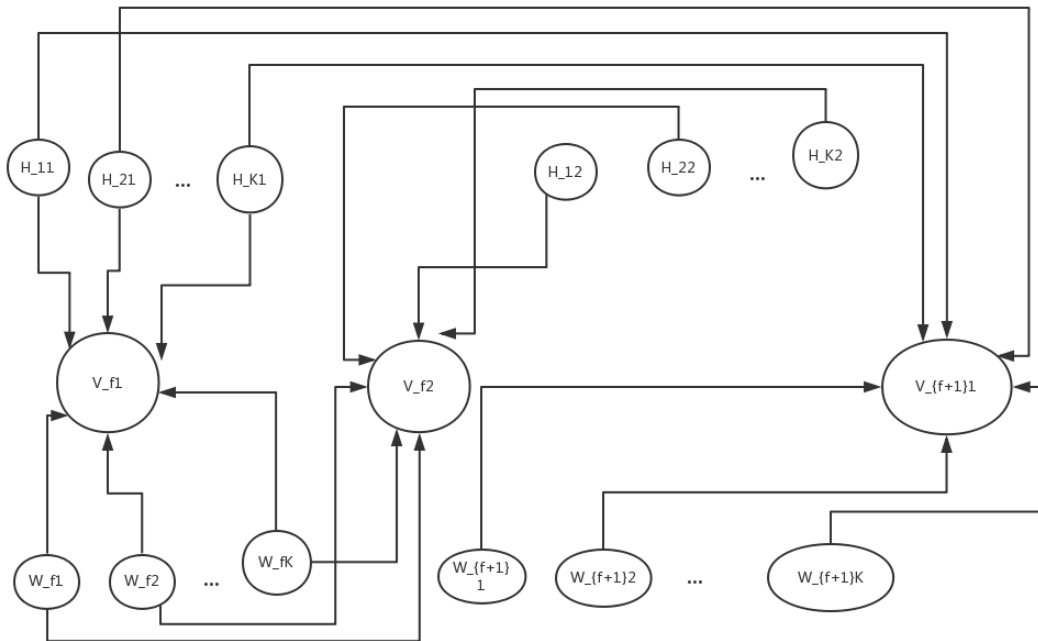 H_11
H_21
...
H_K1
H_12
H_22
...
H_K2
V_f1
V_f2
V_{f+1}1
W_f1
W_f2
...
W_fK
W_{f+1}
1
W_{f+1}2
...
W_{f+1}K